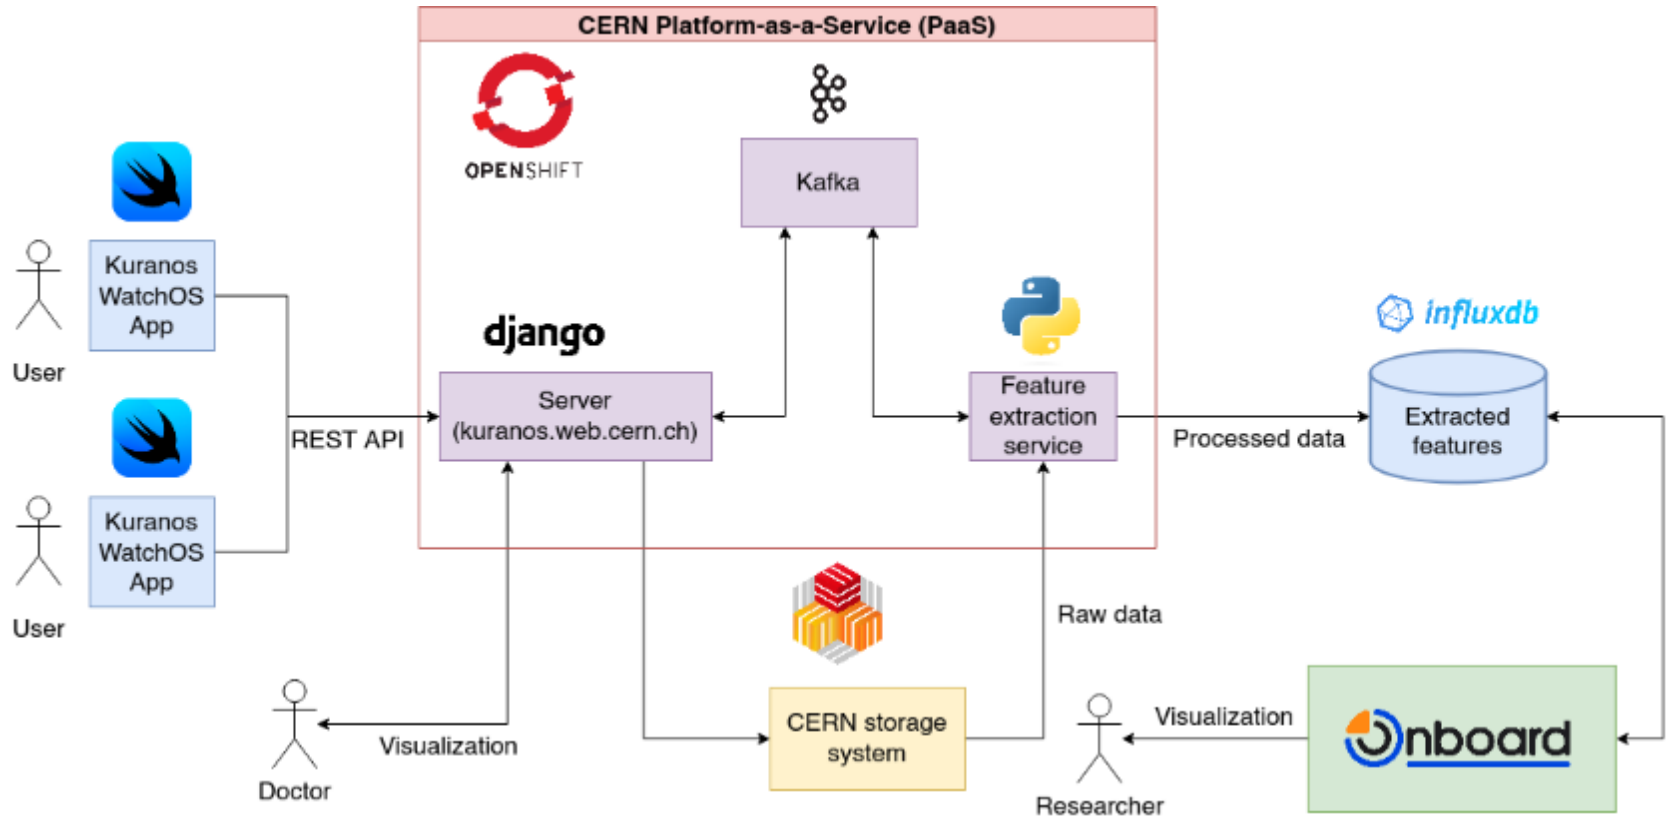 CERN Platform-as-a-Service (PaaS)
OPENSHIFT
Kafka
Kuranos
WatchOS
App
User
django
Server
(kuranos.web.cern.ch)
REST API
Feature
extraction
service
Processed data
influxdb
Extracted
features
Kuranos
WatchOS
App
User
Raw data
Visualization
Doctor
CERN storage
system
Visualization
Researcher
Onboard